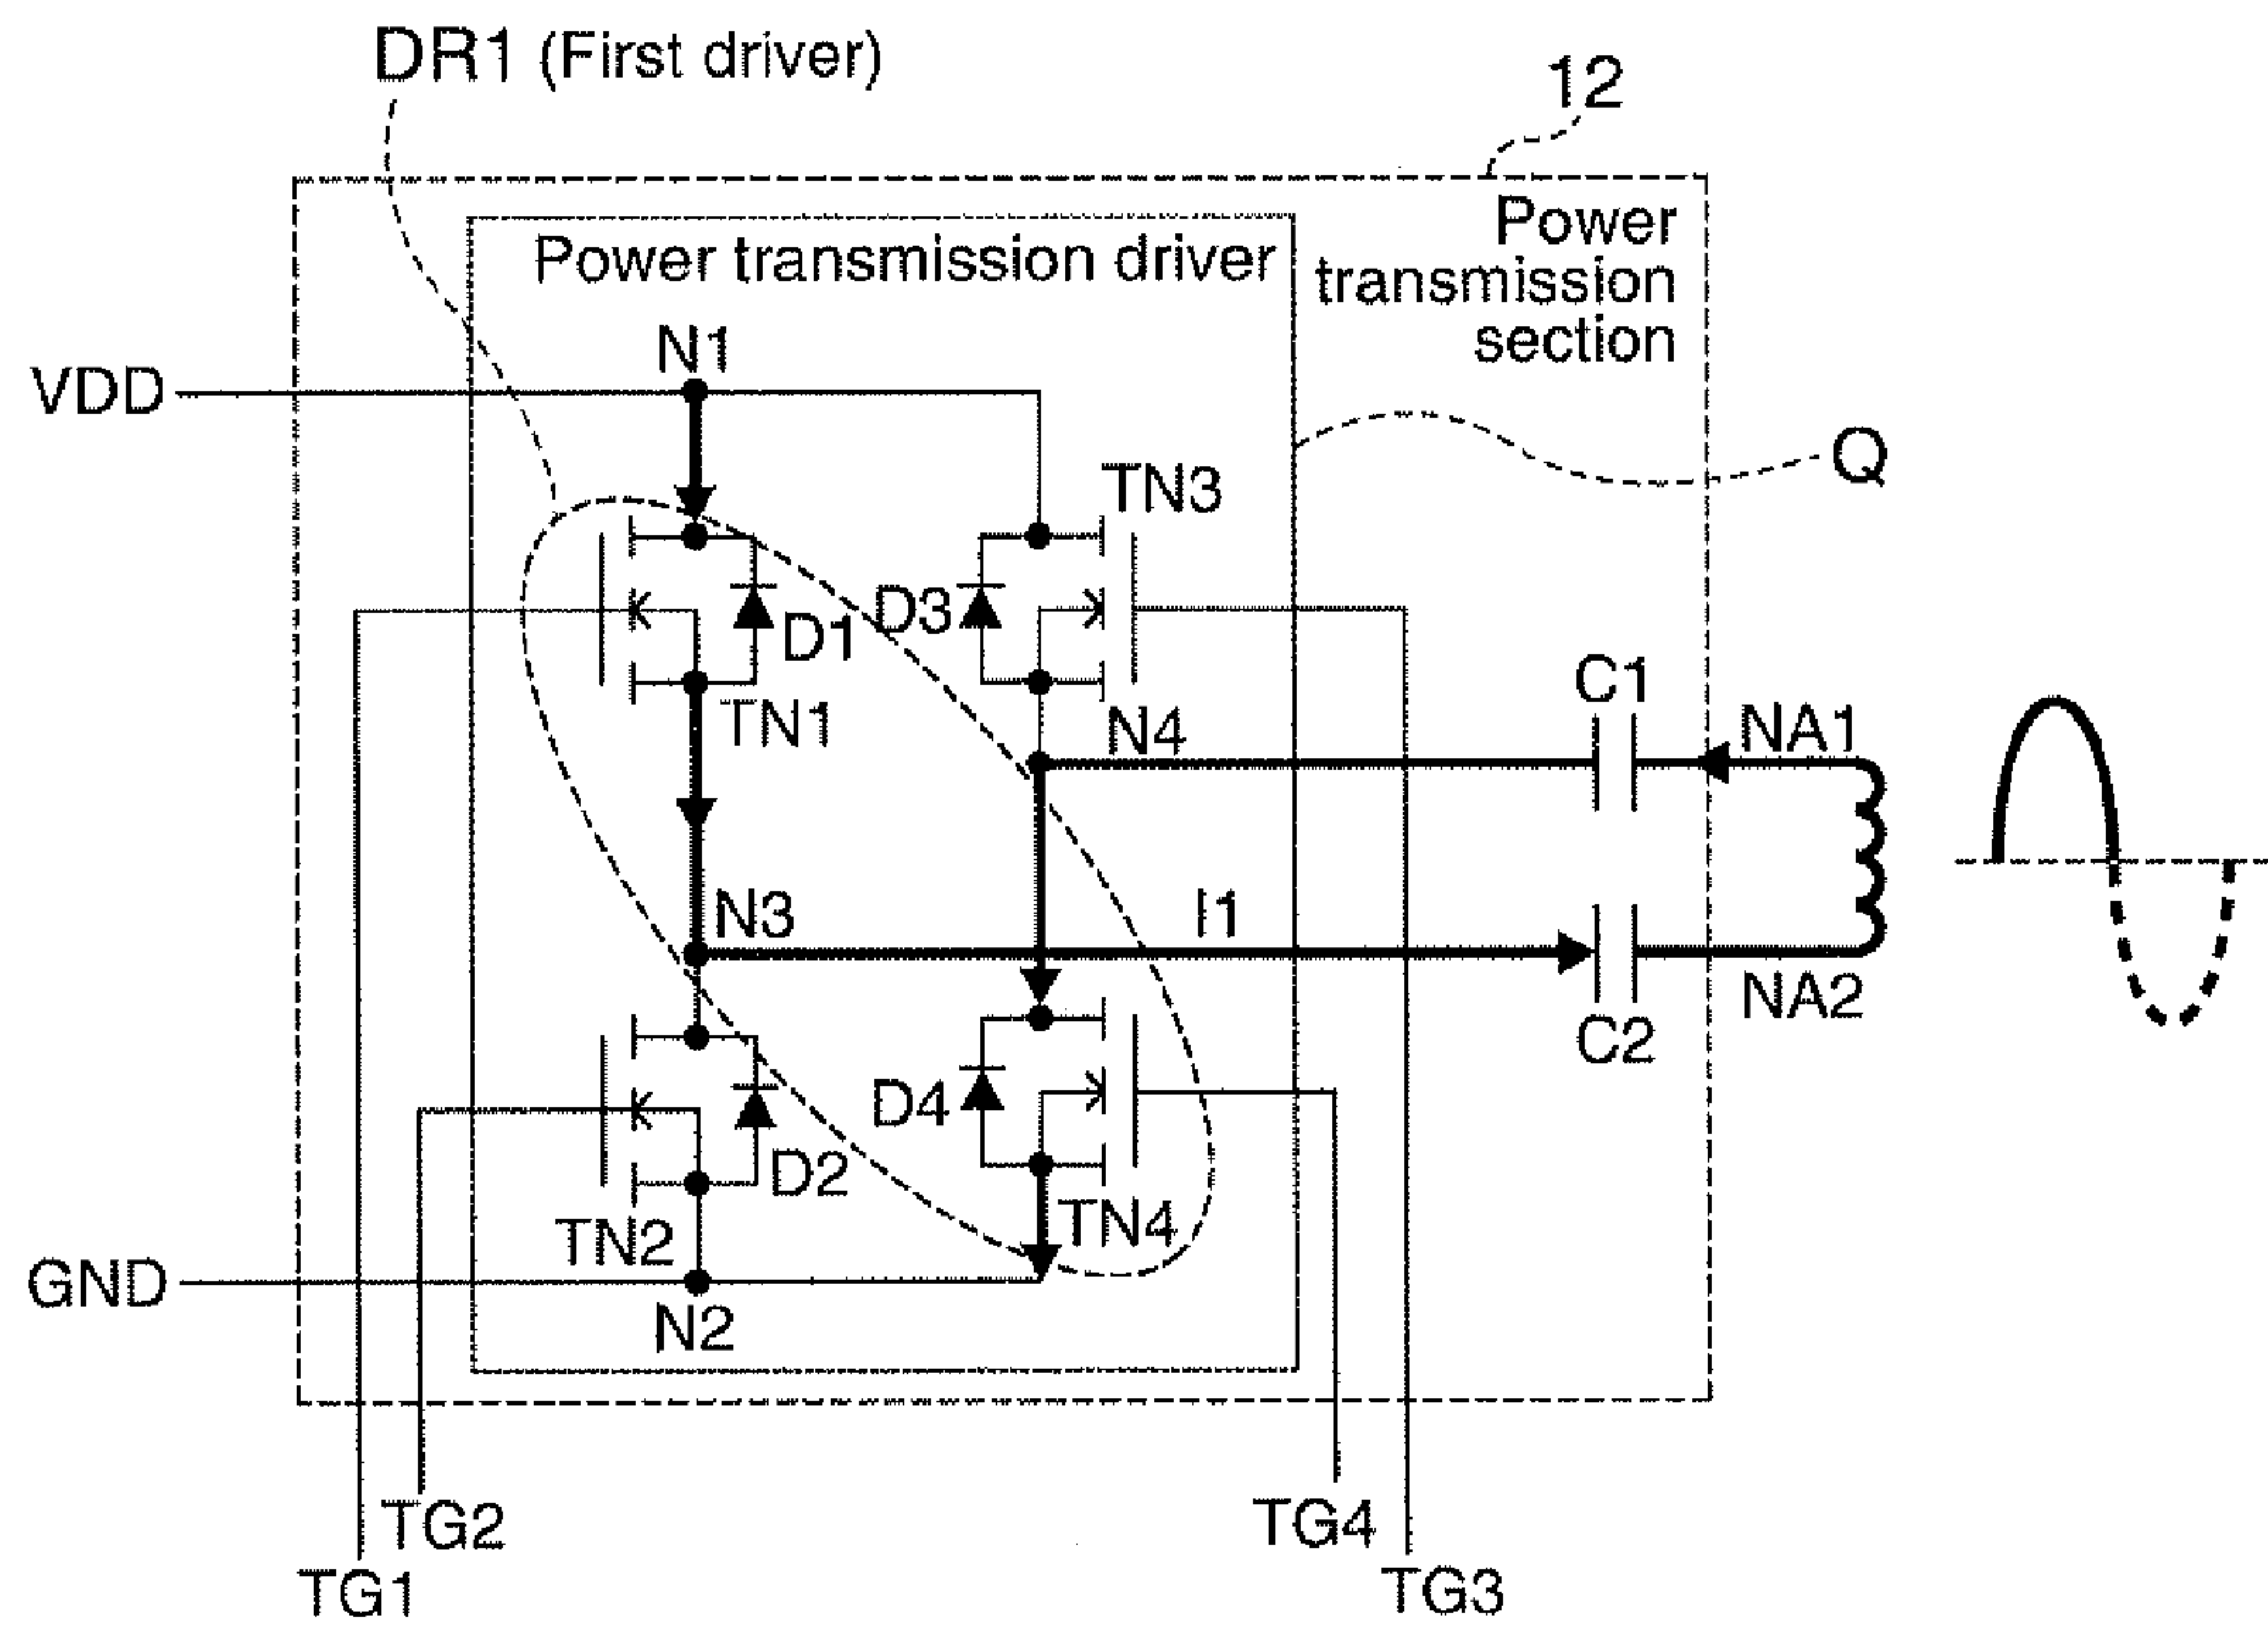 DR1 (First driver)
12
Power
transmission
section
Power transmission driver
N1
VDD
Q
TN3
D1
D3
TN1
N4
C1
NA1
N3
I1
NA2
C2
D4
D2
TN2
TN4
GND
N2
TG2
TG4
TG1
TG3